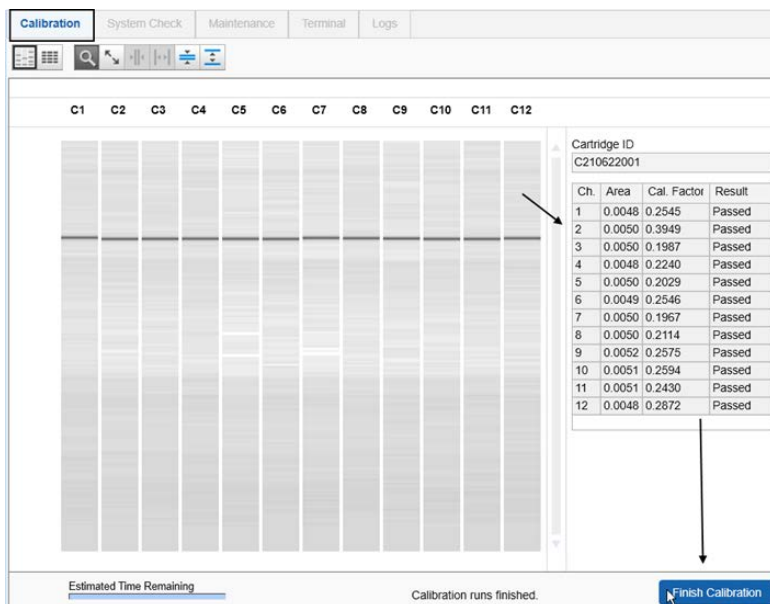 Calibration System Check Maintenance Terminal Logs
C1 C2 C3 C4 C5 C6 C7 C8 C9 C10 C11 C12
Cartridge ID
C210622001
Ch. Area Cal. Factor Result
1 0.0048 0.2545 Passed
2 0.0050 0.3949 Passed
3 0.0050 0.1987 Passed
4 0.0048 0.2240 Passed
5 0.0050 0.2029 Passed
6 0.0049 0.2546 Passed
7 0.0050 0.1967 Passed
8 0.0050 0.2114 Passed
9 0.0052 0.2575 Passed
10 0.0051 0.2594 Passed
11 0.0051 0.2430 Passed
12 0.0048 0.2872 Passed
Estimated Time Remaining
Calibration runs finished.
Finish Calibration